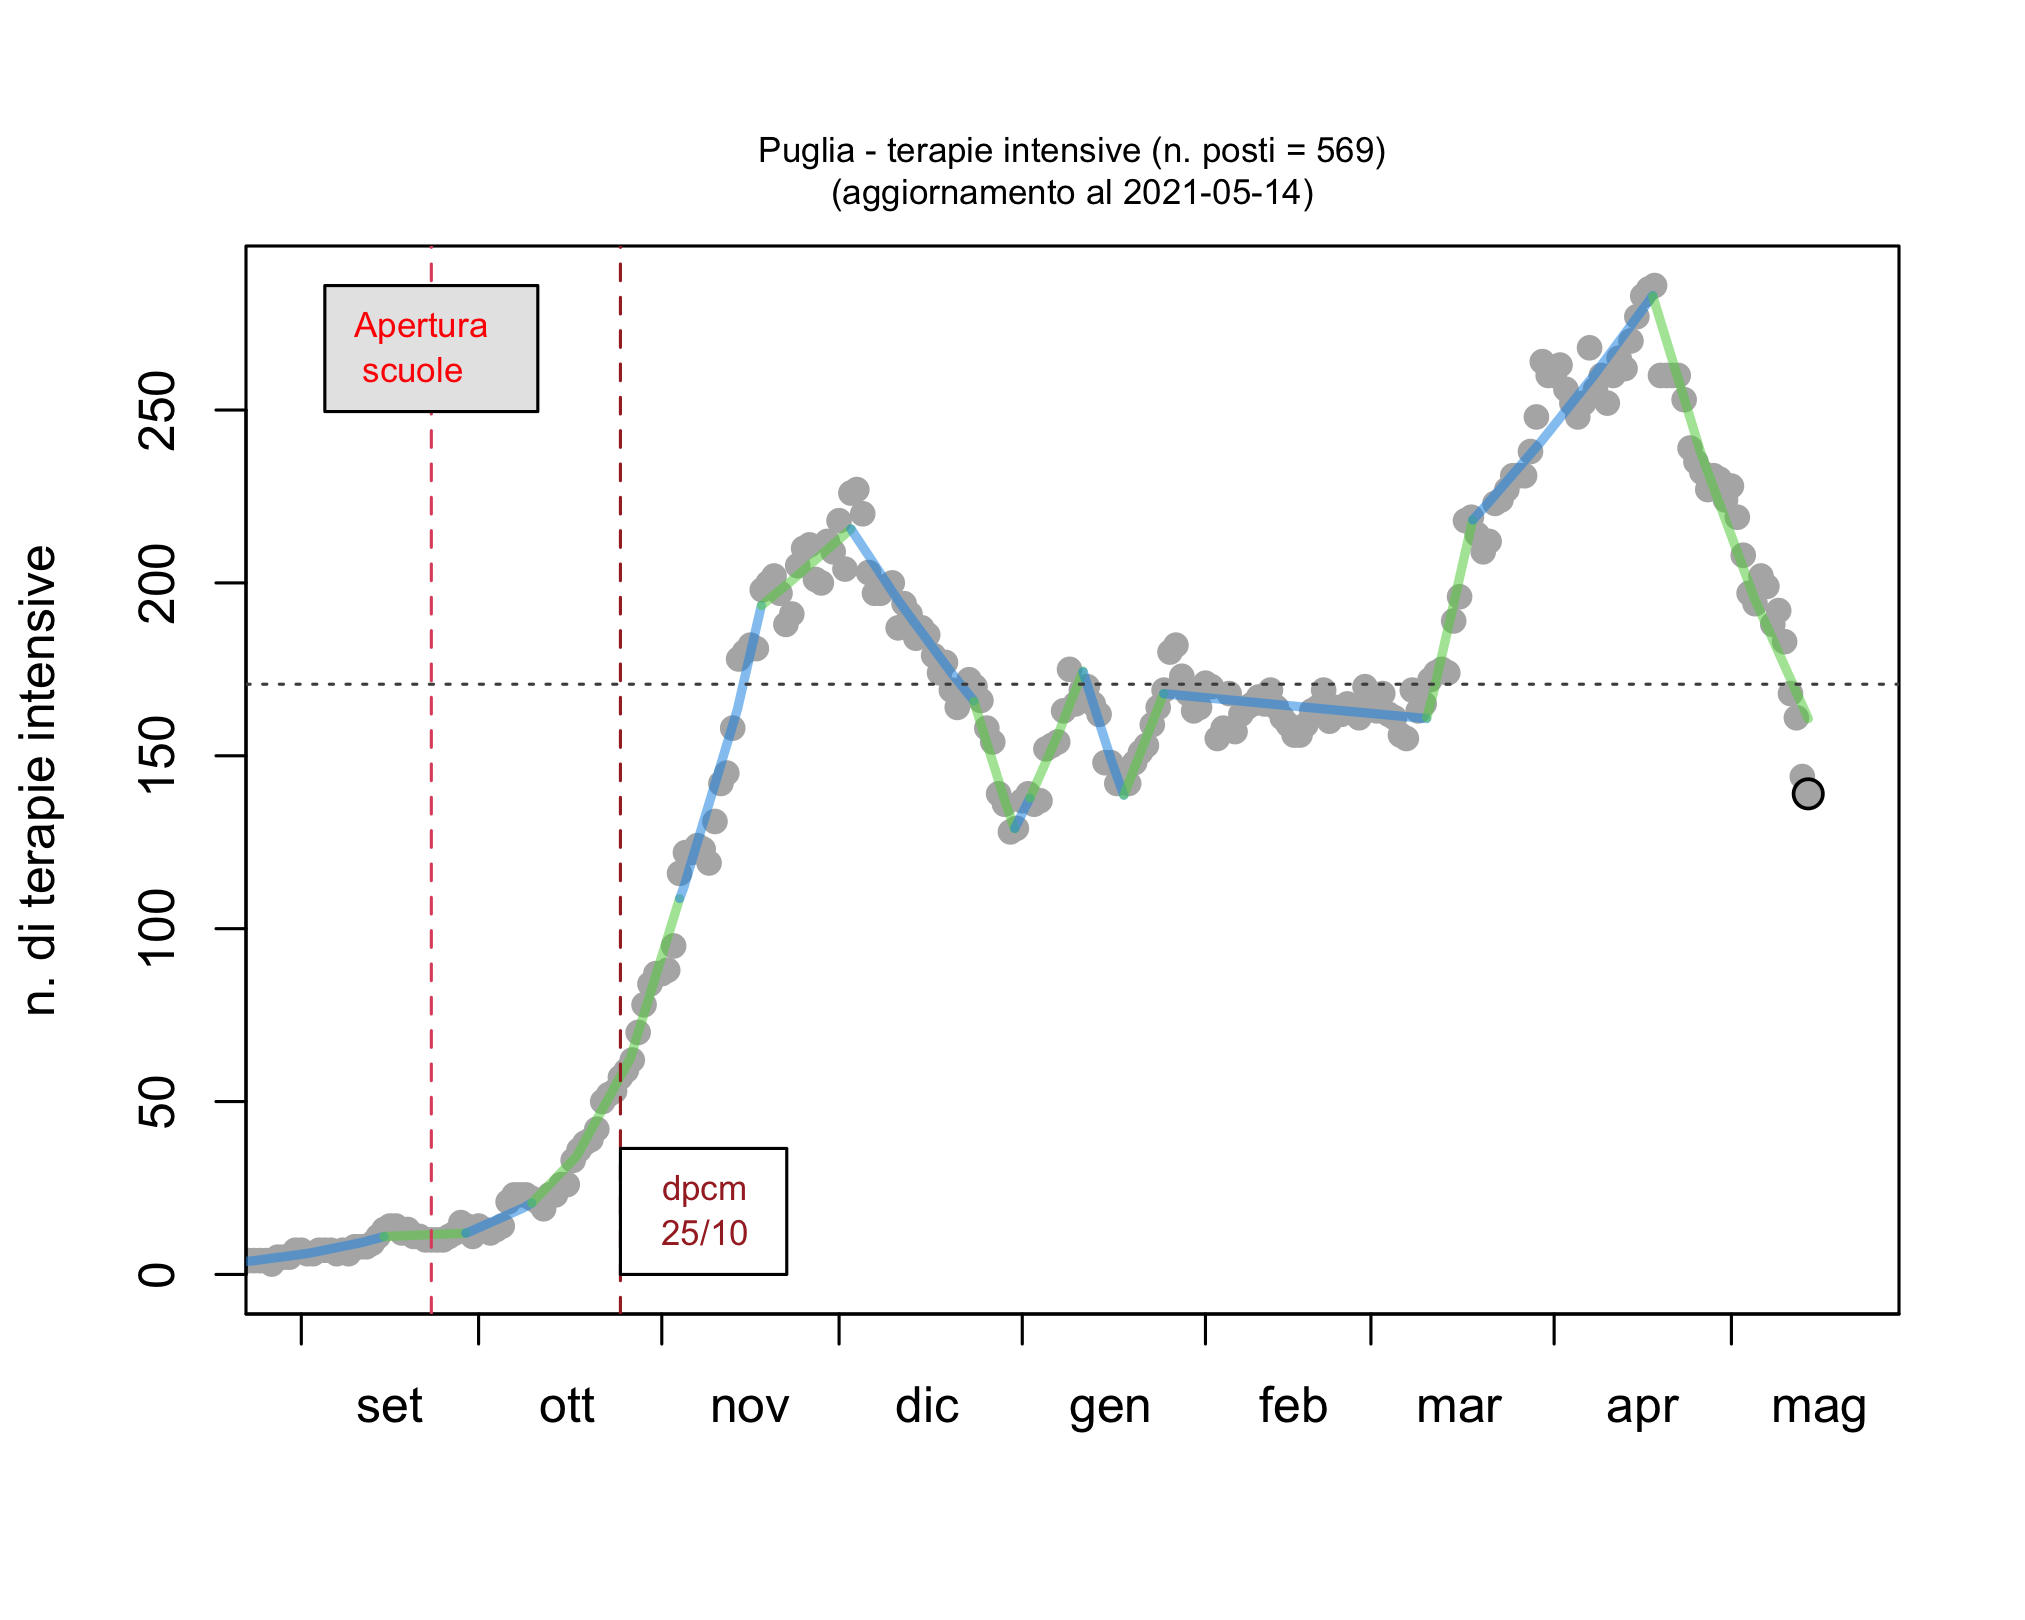 Puglia - terapie intensive (n. posti = 569)
(aggiornamento al 2021-05-14)
n. di terapie intensive
250
200
150
100
50
0
Apertura
scuole
dpcm
25/10
set ott nov dic gen feb mar apr mag